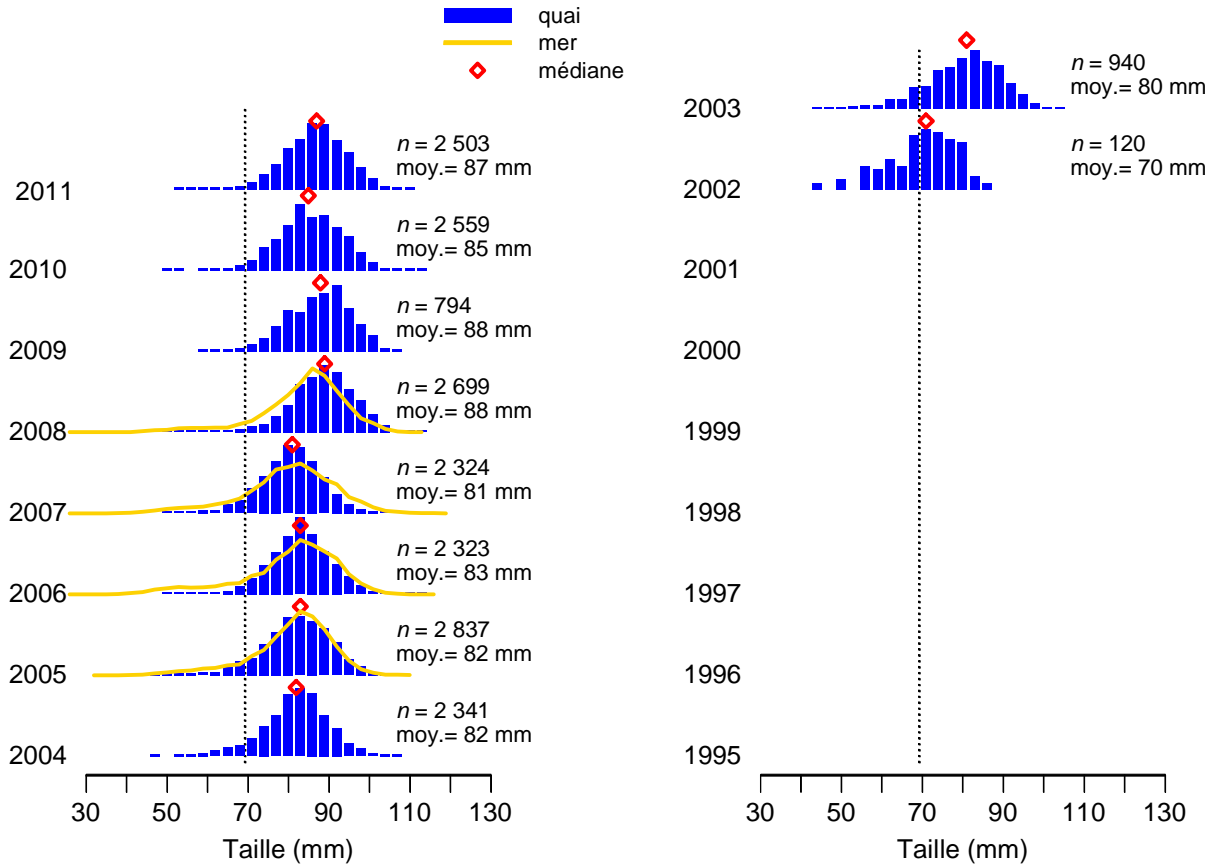 quai
mer
médiane
n = 2 503
moy.= 87 mm
2011
n = 2 559
moy.= 85 mm
2010
n = 794
moy.= 88 mm
2009
n = 2 699
moy.= 88 mm
2008
n = 2 324
moy.= 81 mm
2007
n = 2 323
moy.= 83 mm
2006
n = 2 837
moy.= 82 mm
2005
n = 2 341
moy.= 82 mm
2004
30 50 70 90 110 130
Taille (mm)
n = 940
moy.= 80 mm
2003
n = 120
moy.= 70 mm
2002
2001
2000
1999
1998
1997
1996
1995
30 50 70 90 110 130
Taille (mm)